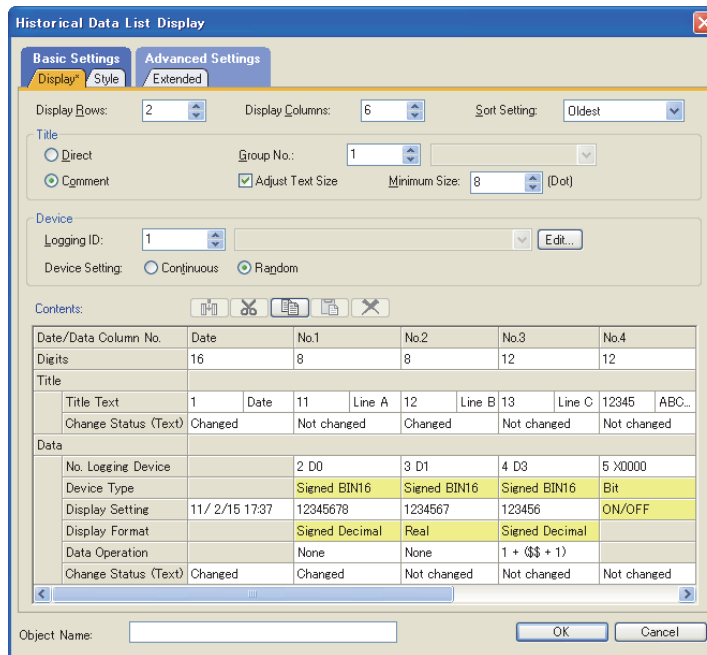 Historical Data List Display
Basic Settings Advanced Settings
Display* Style Extended
Display Rows: 2 Display Columns: 6 Sort Setting: Oldest
Title
Direct Group No.: 1
Comment Adjust Text Size Minimum Size: 8 (Dot)
Device
Logging ID: 1 Edit...
Device Setting: Continuous Random
Contents:
Date/Data Column No. Date No.1 No.2 No.3 No.4
Digits 16 8 8 12 12
Title
Title Text 1 Date 11 Line A 12 Line B 13 Line C 12345 ABC...
Change Status (Text) Changed Not changed Changed Not changed Not changed
Data
No. Logging Device 2 D0 3 D1 4 D3 5 X0000
Device Type Signed BIN16 Signed BIN16 Signed BIN16 Bit
Display Setting 11/ 2/15 17:37 12345678 1234567 123456 ON/OFF
Display Format Signed Decimal Real Signed Decimal
Data Operation None None 1 + ($$ + 1)
Change Status (Text) Changed Changed Not changed Not changed Not changed
Object Name: OK Cancel